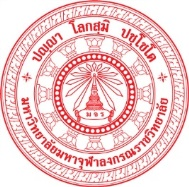 ปญฺญา โลกสฺมิ ปชฺโชโต
มจร
มหาวิทยาลัยมหาจุฬาลงกรณราชวิทยาลัย